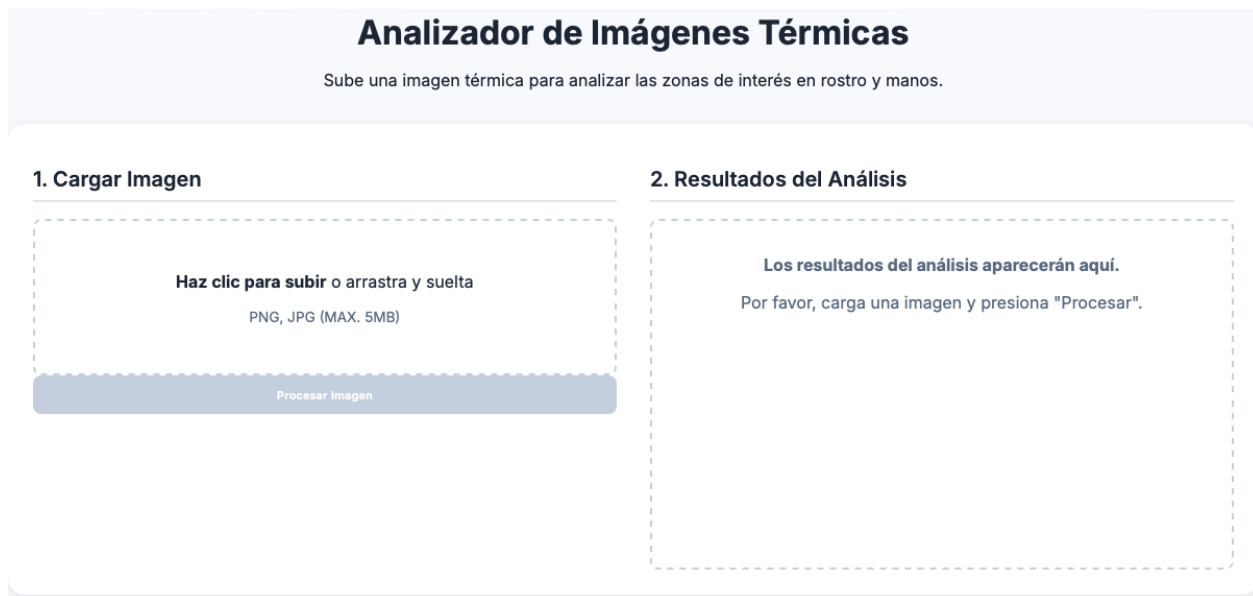 Analizador de Imágenes Térmicas
Sube una imagen térmica para analizar las zonas de interés en rostro y manos.
1. Cargar Imagen
Haz clic para subir o arrastra y suelta
PNG, JPG (MAX. 5MB)
Procesar Imagen
2. Resultados del Análisis
Los resultados del análisis aparecerán aquí.
Por favor, carga una imagen y presiona "Procesar".